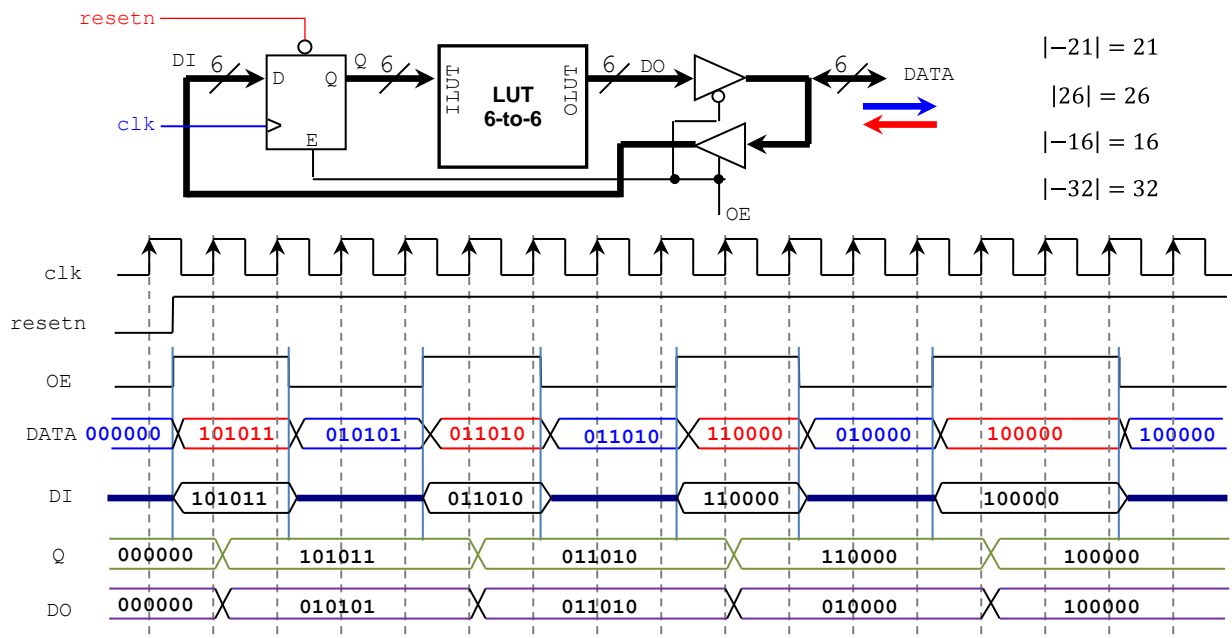 resetn
DI 6 Q 6 6 DO 6 DATA
D Q ILUT LUT 6-to-6 OLUT
clk
E
OE
|−21| = 21
|26| = 26
|−16| = 16
|−32| = 32
clk
resetn
OE
DATA 000000 101011 010101 011010 011010 110000 010000 100000 100000
DI 101011 011010 110000 100000
Q 000000 101011 011010 110000 100000
DO 000000 010101 011010 010000 100000